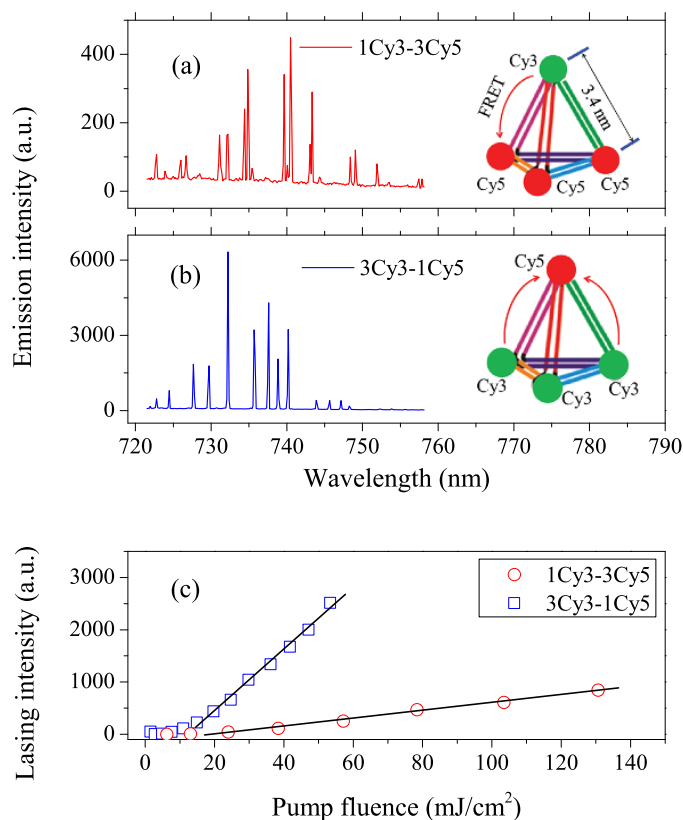 Emission intensity (a.u.)
400
200
0
(a)
1Cy3-3Cy5
Cy3
FRET
3.4 nm
Cy5
Cy5
Cy5
6000
3000
0
(b)
3Cy3-1Cy5
Cy5
Cy3
Cy3
Cy3
720 730 740 750 760 770 780 790
Wavelength (nm)
Lasing intensity (a.u.)
3000
2000
1000
0
(c)
1Cy3-3Cy5
3Cy3-1Cy5
0 20 40 60 80 100 120 140
Pump fluence (mJ/cm²)